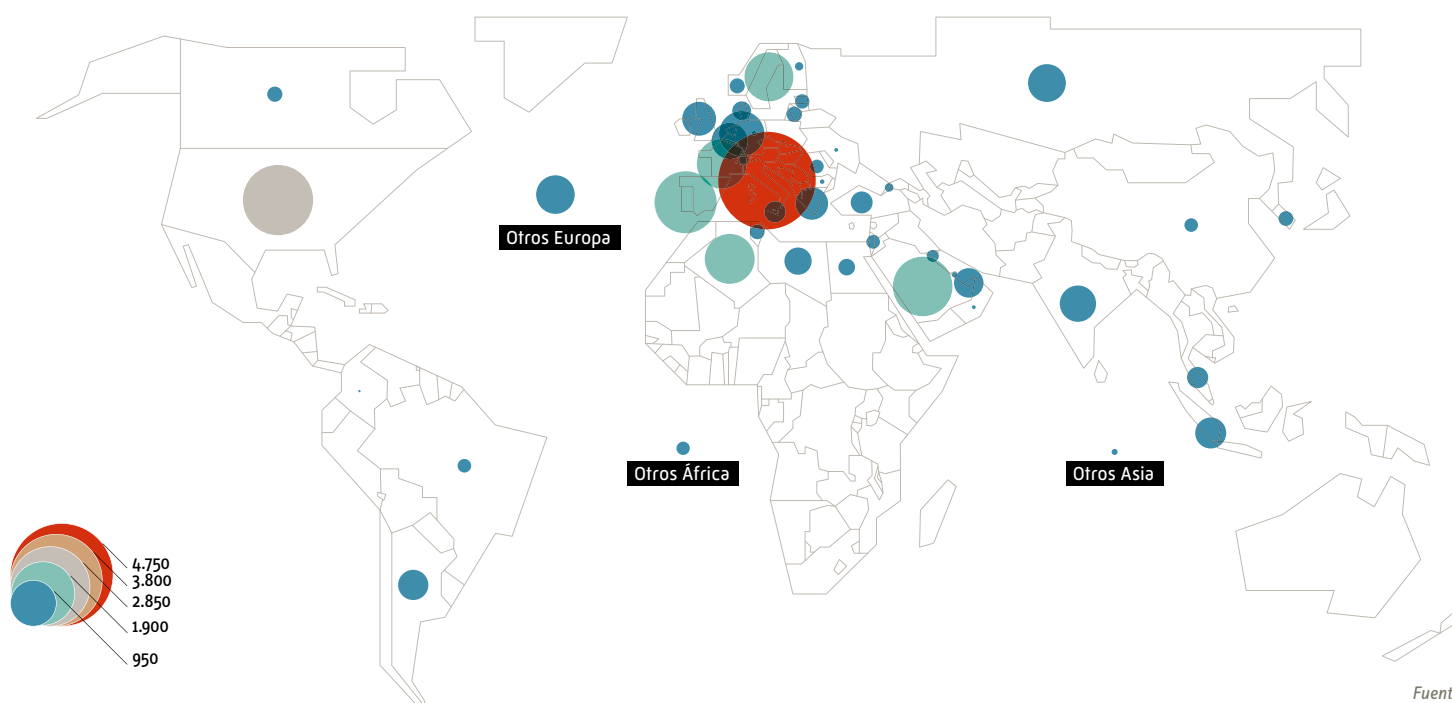 Otros Europa
Otros África
Otros Asia
4.750
3.800
2.850
1.900
950
Fuent